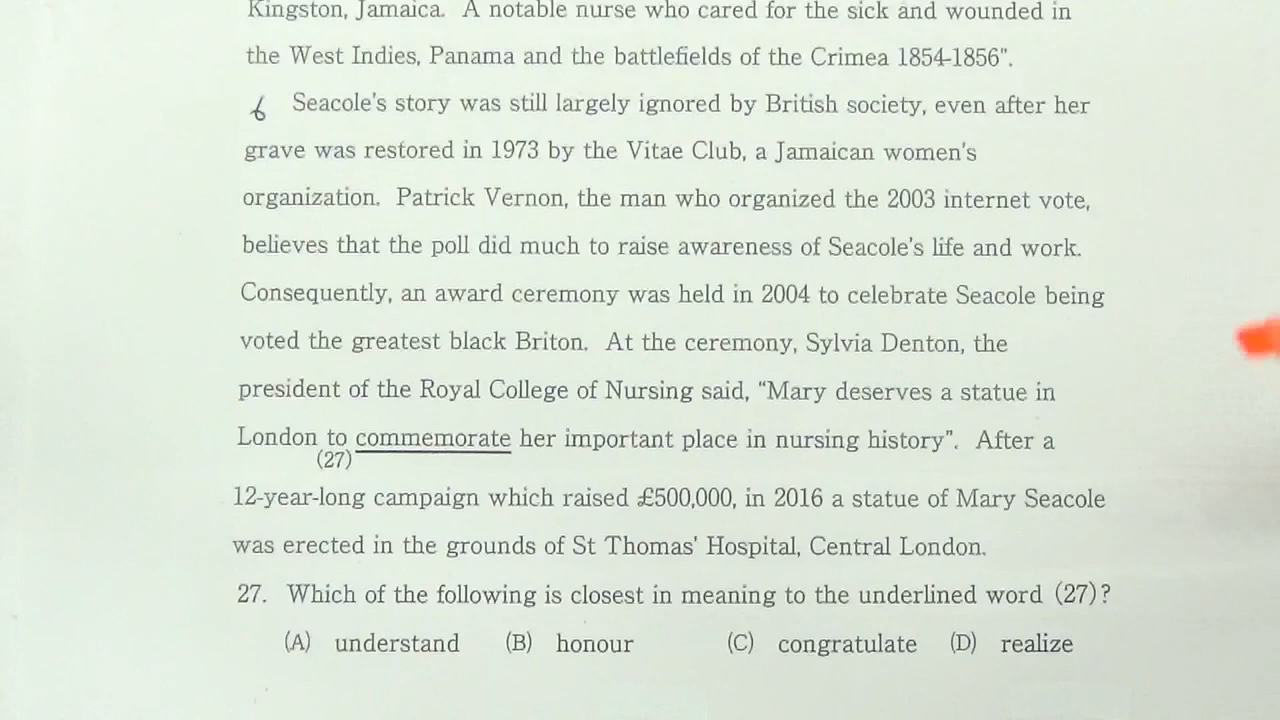 Kingston, Jamaica. A notable nurse who cared for the sick and wounded in
the West Indies, Panama and the battlefields of the Crimea 1854-1856".
6 Seacole's story was still largely ignored by British society, even after her
grave was restored in 1973 by the Vitae Club, a Jamaican women's
organization. Patrick Vernon, the man who organized the 2003 internet vote,
believes that the poll did much to raise awareness of Seacole's life and work.
Consequently, an award ceremony was held in 2004 to celebrate Seacole being
voted the greatest black Briton. At the ceremony, Sylvia Denton, the
president of the Royal College of Nursing said, “Mary deserves a statue in
London to commemorate her important place in nursing history”. After a
(27)
12-year-long campaign which raised £500,000, in 2016 a statue of Mary Seacole
was erected in the grounds of St Thomas' Hospital, Central London.
27. Which of the following is closest in meaning to the underlined word (27)?
(A) understand (B) honour (C) congratulate (D) realize